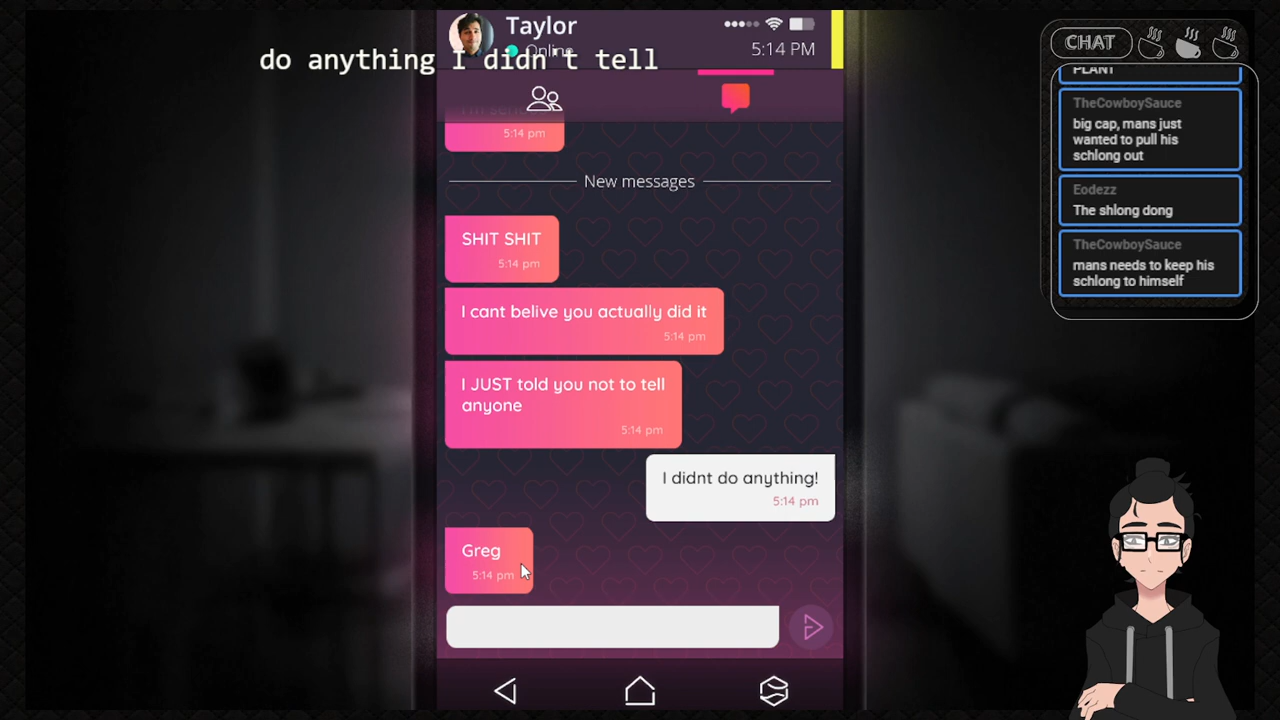 Taylor
Online
5:14 PM
do anything I didn't tell
5:14 pm
New messages
SHIT SHIT
5:14 pm
I cant belive you actually did it
5:14 pm
I JUST told you not to tell
anyone
5:14 pm
I didnt do anything!
5:14 pm
Greg
5:14 pm
CHAT
PLANT
TheCowboySauce
big cap, mans just
wanted to pull his
schlong out
Eodezz
The shlong dong
TheCowboySauce
mans needs to keep his
schlong to himself